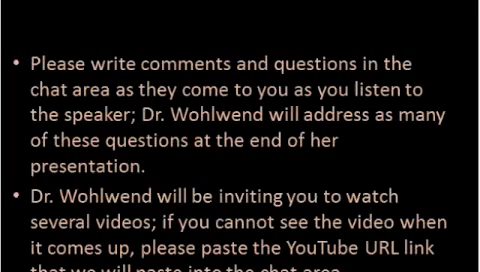 • Please write comments and questions in the
chat area as they come to you as you listen to
the speaker; Dr. Wohlwend will address as many
of these questions at the end of her
presentation.
• Dr. Wohlwend will be inviting you to watch
several videos; if you cannot see the video when
it comes up, please paste the YouTube URL link
that we will paste into the chat area